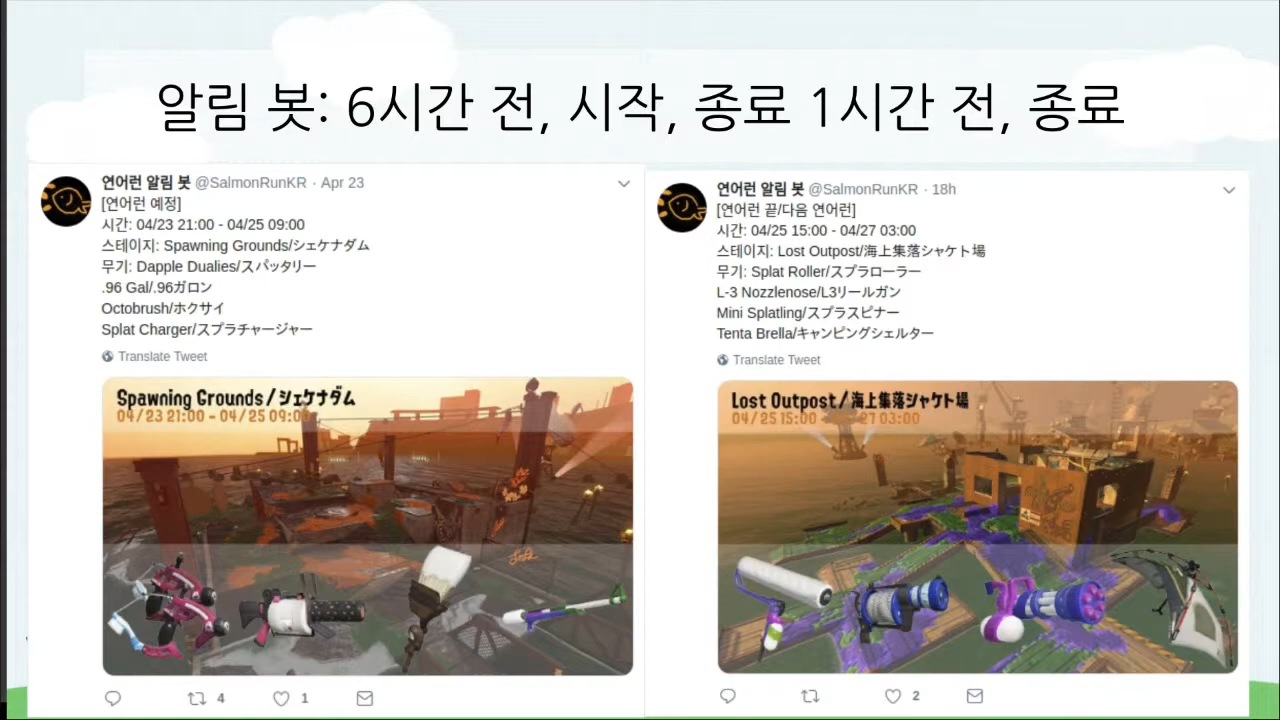 알림 봇: 6시간 전, 시작, 종료 1시간 전, 종료
연어런 알림 봇 @SalmonRunKR · Apr 23
[연어런 예정]
시간: 04/23 21:00 - 04/25 09:00
스테이지: Spawning Grounds/シェケナダム
무기: Dapple Dualies/スパッタリー
.96 Gal/.96ガロン
Octobrush/ホクサイ
Splat Charger/スプラチャージャー
Translate Tweet
Spawning Grounds/シェケナダム
04/23 21:00 - 04/25 09:00
4
1
연어런 알림 봇 @SalmonRunKR · 18h
[연어런 끝/다음 연어런]
시간: 04/25 15:00 - 04/27 03:00
스테이지: Lost Outpost/海上集落シャケト場
무기: Splat Roller/スプラローラー
L-3 Nozzlenose/L3リールガン
Mini Splatling/スプラスピナー
Tenta Brella/キャンピングシェルター
Translate Tweet
Lost Outpost/海上集落シャケト場
04/25 15:00 - 04/27 03:00
2